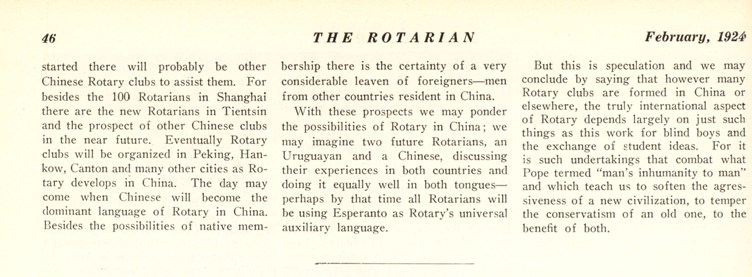 46
THE ROTARIAN
February, 1924
started there will probably be other
Chinese Rotary clubs to assist them. For
besides the 100 Rotarians in Shanghai
there are the new Rotarians in Tientsin
and the prospect of other Chinese clubs
in the near future. Eventually Rotary
clubs will be organized in Peking, Han-
kow, Canton and many other cities as Ro-
tary develops in China. The day may
come when Chinese will become the
dominant language of Rotary in China.
Besides the possibilities of native mem-
bership there is the certainty of a very
considerable leaven of foreigners—men
from other countries resident in China.
With these prospects we may ponder
the possibilities of Rotary in China; we
may imagine two future Rotarians, an
Uruguayan and a Chinese, discussing
their experiences in both countries and
doing it equally well in both tongues—
perhaps by that time all Rotarians will
be using Esperanto as Rotary's universal
auxiliary language.
But this is speculation and we may
conclude by saying that however many
Rotary clubs are formed in China or
elsewhere, the truly international aspect
of Rotary depends largely on just such
things as this work for blind boys and
the exchange of student ideas. For it
is such undertakings that combat what
Pope termed "man's inhumanity to man"
and which teach us to soften the agres-
siveness of a new civilization, to temper
the conservatism of an old one, to the
benefit of both.